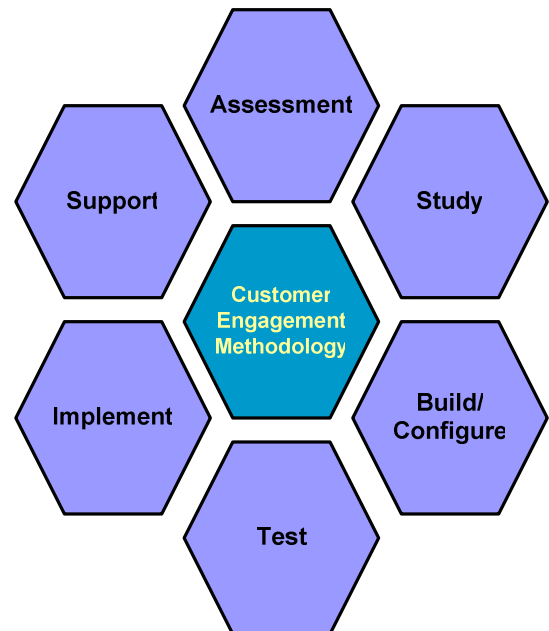 Assessment
Support
Study
Customer
Engagement
Methodology
Implement
Build/
Configure
Test